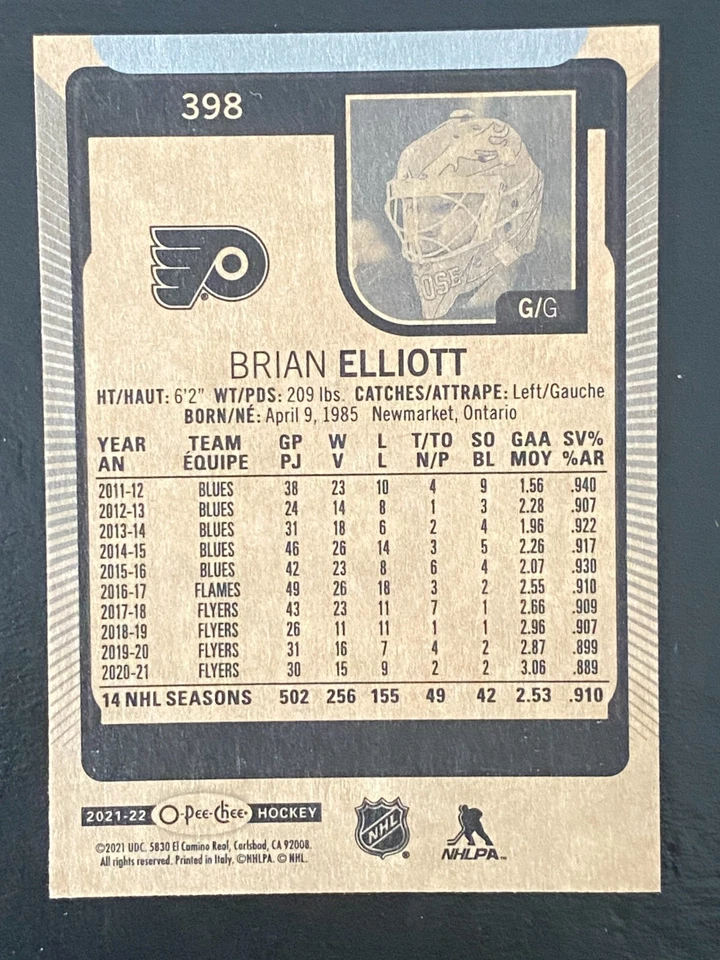 398
OSE
G/G
BRIAN ELLIOTT
HT/HAUT: 6'2" WT/PDS: 209 lbs. CATCHES/ATTRAPE: Left/Gauche
BORN/NÉ: April 9, 1985 Newmarket, Ontario
YEAR TEAM GP W L T/TO SO GAA SV%
AN ÉQUIPE PJ V L N/P BL MOY %AR
2011-12 BLUES 38 23 10 4 9 1.56 .940
2012-13 BLUES 24 14 8 1 3 2.28 .907
2013-14 BLUES 31 18 6 2 4 1.96 .922
2014-15 BLUES 46 26 14 3 5 2.26 .917
2015-16 BLUES 42 23 8 6 4 2.07 .930
2016-17 FLAMES 49 26 18 3 2 2.55 .910
2017-18 FLYERS 43 23 11 7 1 2.66 .909
2018-19 FLYERS 26 11 11 1 1 2.96 .907
2019-20 FLYERS 31 16 7 4 2 2.87 .899
2020-21 FLYERS 30 15 9 2 2 3.06 .889
14 NHL SEASONS 502 256 155 49 42 2.53 .910
2021-22 O-Pee-Chee HOCKEY
©2021 UDC. 5830 El Camino Real, Carlsbad, CA 92008.
All rights reserved. Printed in Italy. ©NHLPA. © NHL.
NHL
NHLPA™